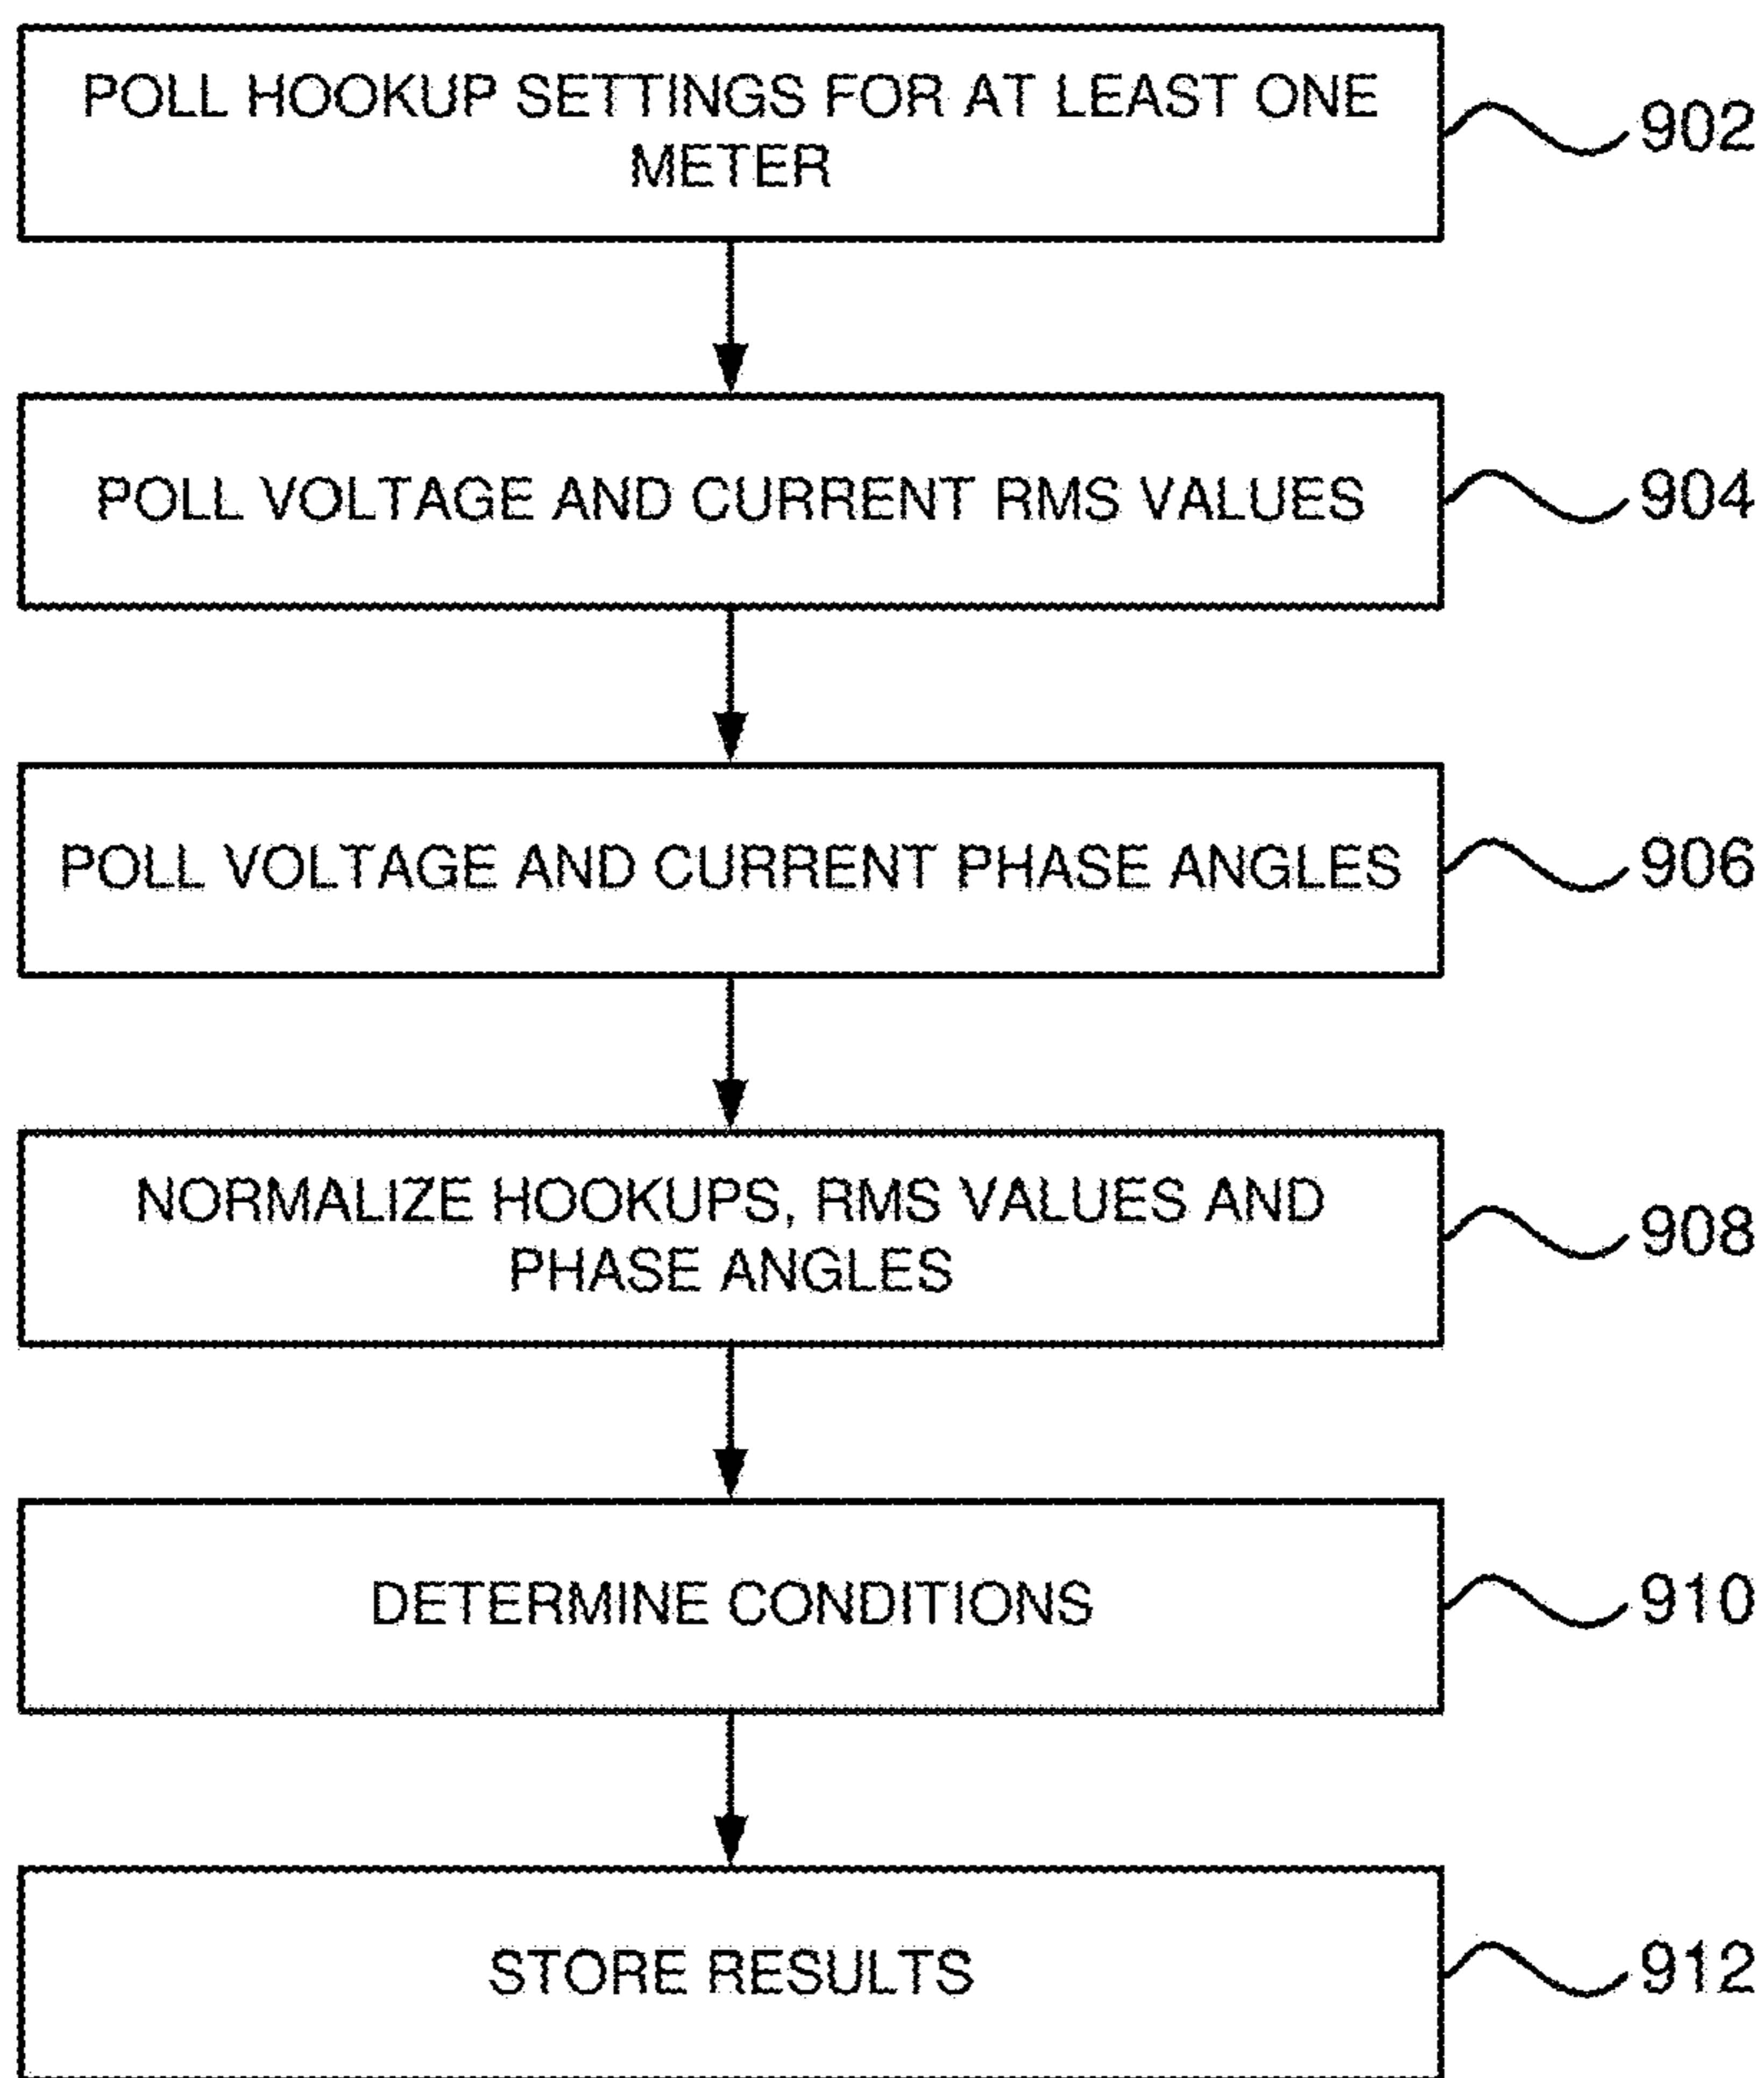 POLL HOOKUP SETTINGS FOR AT LEAST ONE
METER
902
POLL VOLTAGE AND CURRENT RMS VALUES
904
POLL VOLTAGE AND CURRENT PHASE ANGLES
906
NORMALIZE HOOKUPS, RMS VALUES AND
PHASE ANGLES
908
DETERMINE CONDITIONS
910
STORE RESULTS
912